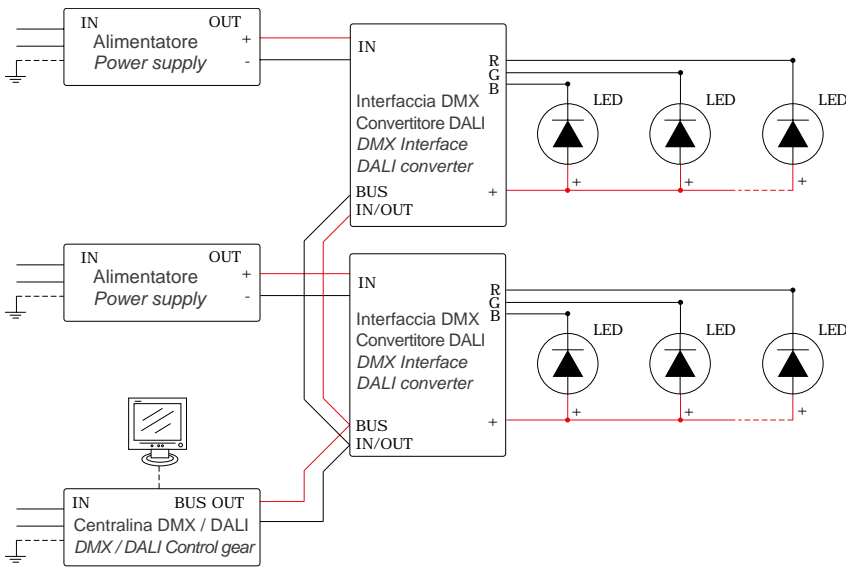 IN OUT
Alimentatore +
Power supply -
IN
Interfaccia DMX
Convertitore DALI
DMX Interface
DALI converter
BUS +
IN/OUT
R
G
B
LED LED LED
+ + +
IN OUT
Alimentatore +
Power supply -
IN
Interfaccia DMX
Convertitore DALI
DMX Interface
DALI converter
+
BUS
IN/OUT
R
G
B
LED LED LED
+ + +
IN BUS OUT
Centralina DMX / DALI
DMX / DALI Control gear